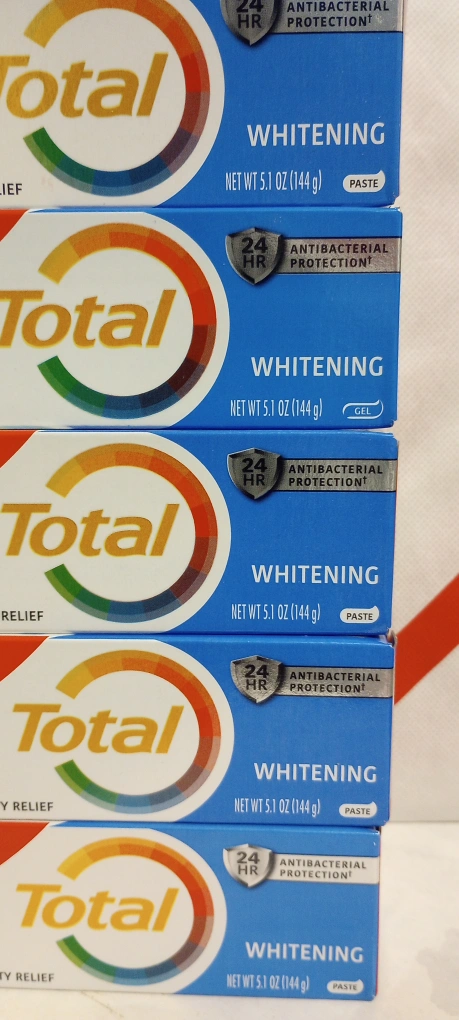 24
HR
ANTIBACTERIAL
PROTECTION†
Total
WHITENING
NET WT 5.1 OZ (144 g)
PASTE
24
HR
ANTIBACTERIAL
PROTECTION†
Total
WHITENING
NET WT 5.1 OZ (144 g)
GEL
24
HR
ANTIBACTERIAL
PROTECTION†
Total
WHITENING
RELIEF
NET WT 5.1 OZ (144 g)
PASTE
24
HR
ANTIBACTERIAL
PROTECTION†
Total
WHITENING
RELIEF
NET WT 5.1 OZ (144 g)
PASTE
24
HR
ANTIBACTERIAL
PROTECTION†
Total
WHITENING
RELIEF
NET WT 5.1 OZ (144 g)
PASTE